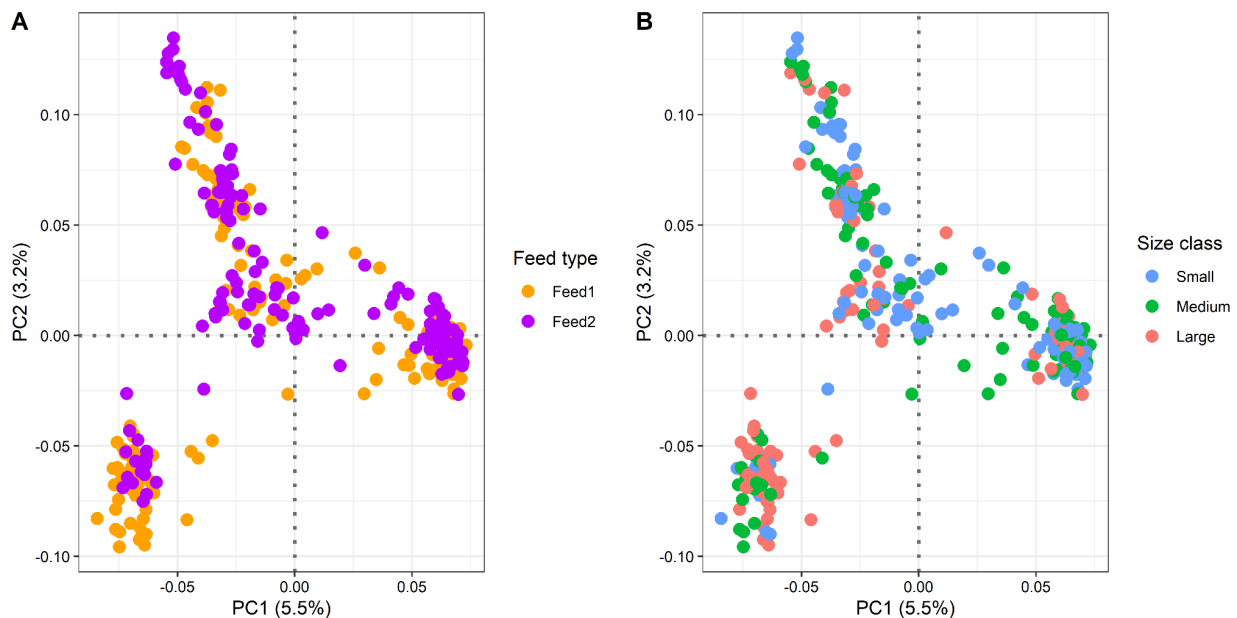 A
PC2 (3.2%)
0.10
0.05
0.00
-0.05
-0.10
-0.05
0.00
0.05
PC1 (5.5%)
Feed type
Feed1
Feed2
B
PC2 (3.2%)
0.10
0.05
0.00
-0.05
-0.10
-0.05
0.00
0.05
PC1 (5.5%)
Size class
Small
Medium
Large